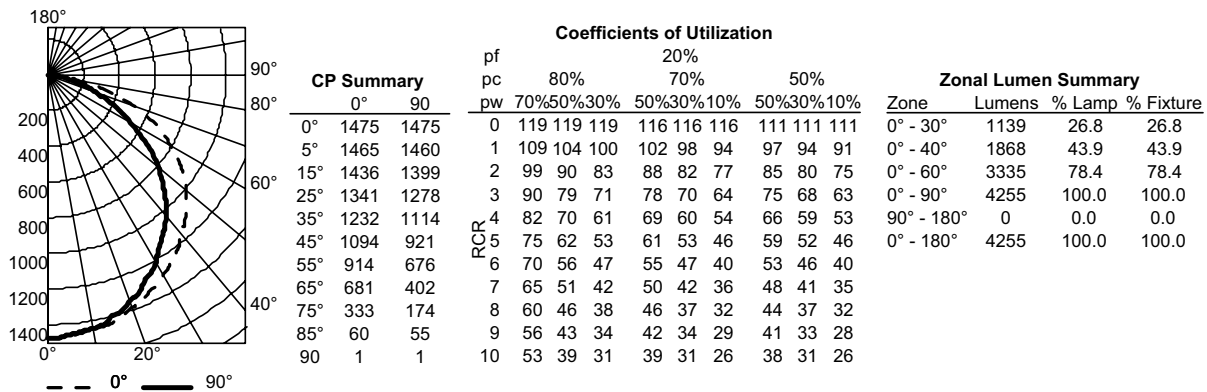 180°
90°
80°
200
400
60°
600
800
1000
1200
40°
1400
0° 20°
0° 90°
CP Summary
0° 90
0° 1475 1475
5° 1465 1460
15° 1436 1399
25° 1341 1278
35° 1232 1114
45° 1094 921
55° 914 676
65° 681 402
75° 333 174
85° 60 55
90 1 1
Coefficients of Utilization
pf 20%
pc 80% 70% 50%
pw 70%50%30% 50%30%10% 50%30%10%
RCR
0 119 119 119 116 116 116 111 111 111
1 109 104 100 102 98 94 97 94 91
2 99 90 83 88 82 77 85 80 75
3 90 79 71 78 70 64 75 68 63
4 82 70 61 69 60 54 66 59 53
5 75 62 53 61 53 46 59 52 46
6 70 56 47 55 47 40 53 46 40
7 65 51 42 50 42 36 48 41 35
8 60 46 38 46 37 32 44 37 32
9 56 43 34 42 34 29 41 33 28
10 53 39 31 39 31 26 38 31 26
Zonal Lumen Summary
Zone Lumens % Lamp % Fixture
0° - 30° 1139 26.8 26.8
0° - 40° 1868 43.9 43.9
0° - 60° 3335 78.4 78.4
0° - 90° 4255 100.0 100.0
90° - 180° 0 0.0 0.0
0° - 180° 4255 100.0 100.0